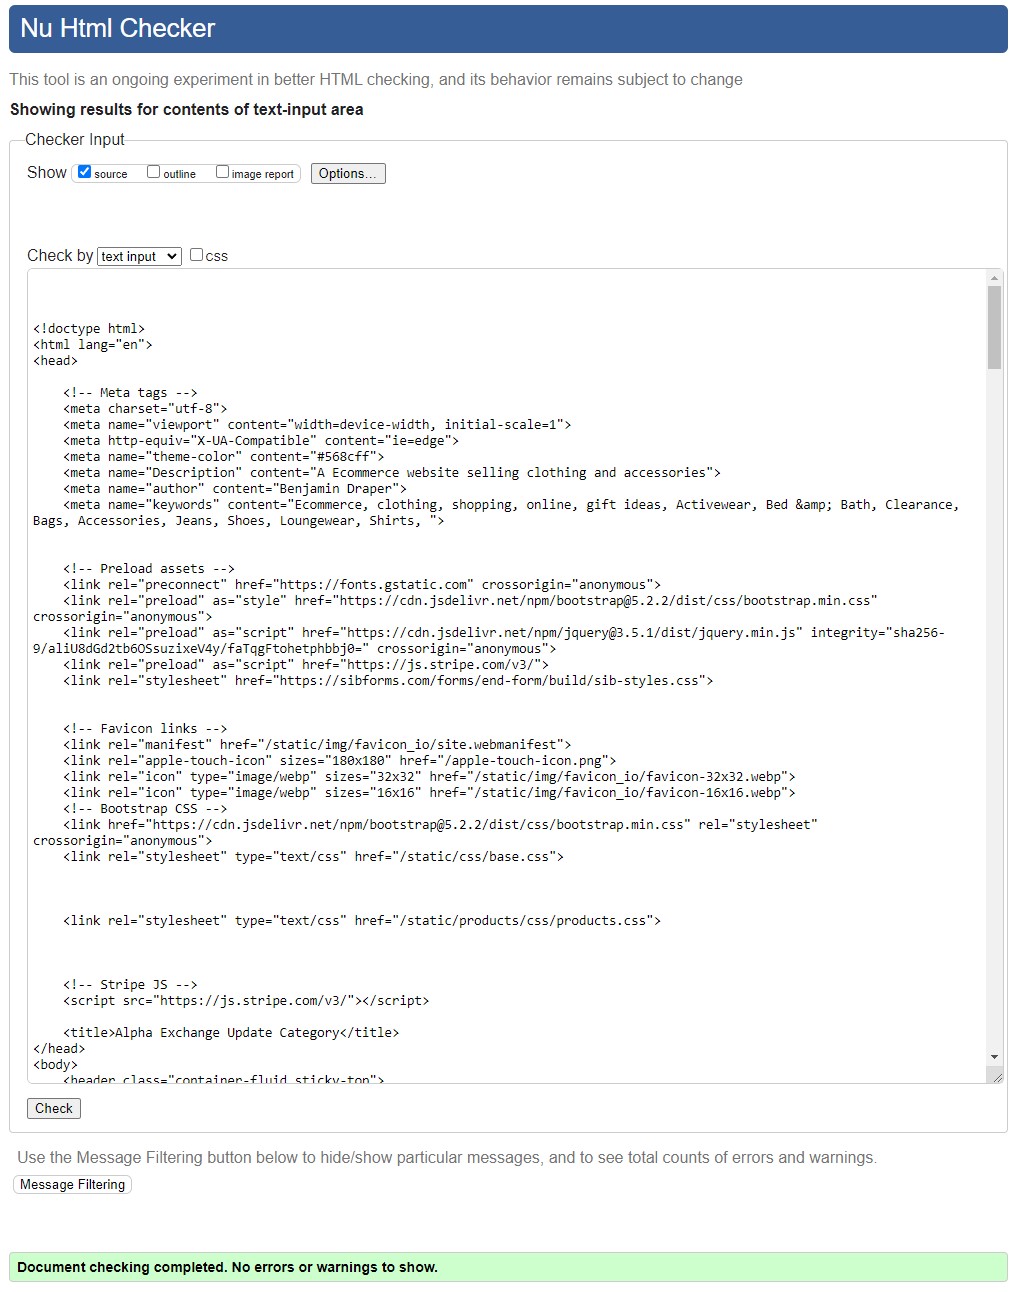 Nu Html Checker
This tool is an ongoing experiment in better HTML checking, and its behavior remains subject to change
Showing results for contents of text-input area
Checker Input
Show source outline image report Options...
Check by text input css
<!doctype html>
<html lang="en">
<head>
<!-- Meta tags -->
<meta charset="utf-8">
<meta name="viewport" content="width=device-width, initial-scale=1">
<meta http-equiv="X-UA-Compatible" content="ie=edge">
<meta name="theme-color" content="#568cff">
<meta name="Description" content="A Ecommerce website selling clothing and accessories">
<meta name="author" content="Benjamin Draper">
<meta name="keywords" content="Ecommerce, clothing, shopping, online, gift ideas, Activewear, Bed &amp; Bath, Clearance,
Bags, Accessories, Jeans, Shoes, Loungewear, Shirts, ">
<!-- Preload assets -->
<link rel="preconnect" href="https://fonts.gstatic.com" crossorigin="anonymous">
<link rel="preload" as="style" href="https://cdn.jsdelivr.net/npm/bootstrap@5.2.2/dist/css/bootstrap.min.css"
crossorigin="anonymous">
<link rel="preload" as="script" href="https://cdn.jsdelivr.net/npm/jquery@3.5.1/dist/jquery.min.js" integrity="sha256-
9/aliU8dGd2tb6OSsuzixeV4y/faTqgFtohetphbbj0=" crossorigin="anonymous">
<link rel="preload" as="script" href="https://js.stripe.com/v3/">
<link rel="stylesheet" href="https://sibforms.com/forms/end-form/build/sib-styles.css">
<!-- Favicon links -->
<link rel="manifest" href="/static/img/favicon_io/site.webmanifest">
<link rel="apple-touch-icon" sizes="180x180" href="/apple-touch-icon.png">
<link rel="icon" type="image/webp" sizes="32x32" href="/static/img/favicon_io/favicon-32x32.webp">
<link rel="icon" type="image/webp" sizes="16x16" href="/static/img/favicon_io/favicon-16x16.webp">
<!-- Bootstrap CSS -->
<link href="https://cdn.jsdelivr.net/npm/bootstrap@5.2.2/dist/css/bootstrap.min.css" rel="stylesheet"
crossorigin="anonymous">
<link rel="stylesheet" type="text/css" href="/static/css/base.css">
<link rel="stylesheet" type="text/css" href="/static/products/css/products.css">
<!-- Stripe JS -->
<script src="https://js.stripe.com/v3/"></script>
<title>Alpha Exchange Update Category</title>
</head>
<body>
<header class="container-fluid sticky-top">
Check
Use the Message Filtering button below to hide/show particular messages, and to see total counts of errors and warnings.
Message Filtering
Document checking completed. No errors or warnings to show.